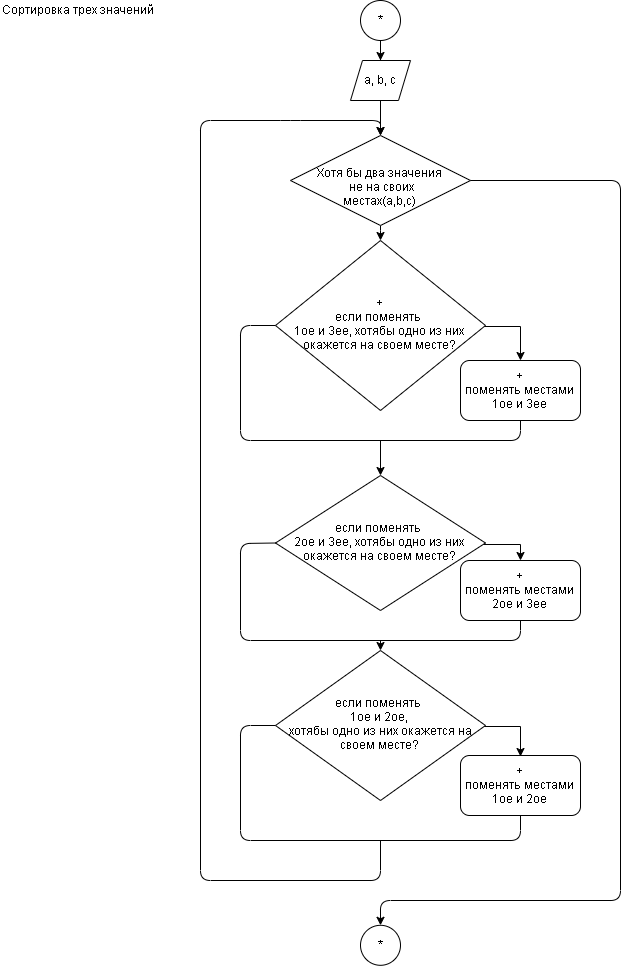 Сортировка трех значений
*
a, b, c
Хотя бы два значения
не на своих
местах(a,b,c)
+
если поменять
1ое и 3ее, хотябы одно из них
окажется на своем месте?
+
поменять местами
1ое и 3ее
если поменять
2ое и 3ее, хотябы одно из них
окажется на своем месте?
+
поменять местами
2ое и 3ее
если поменять
1ое и 2ое,
хотябы одно из них окажется на
своем месте?
+
поменять местами
1ое и 2ое
*